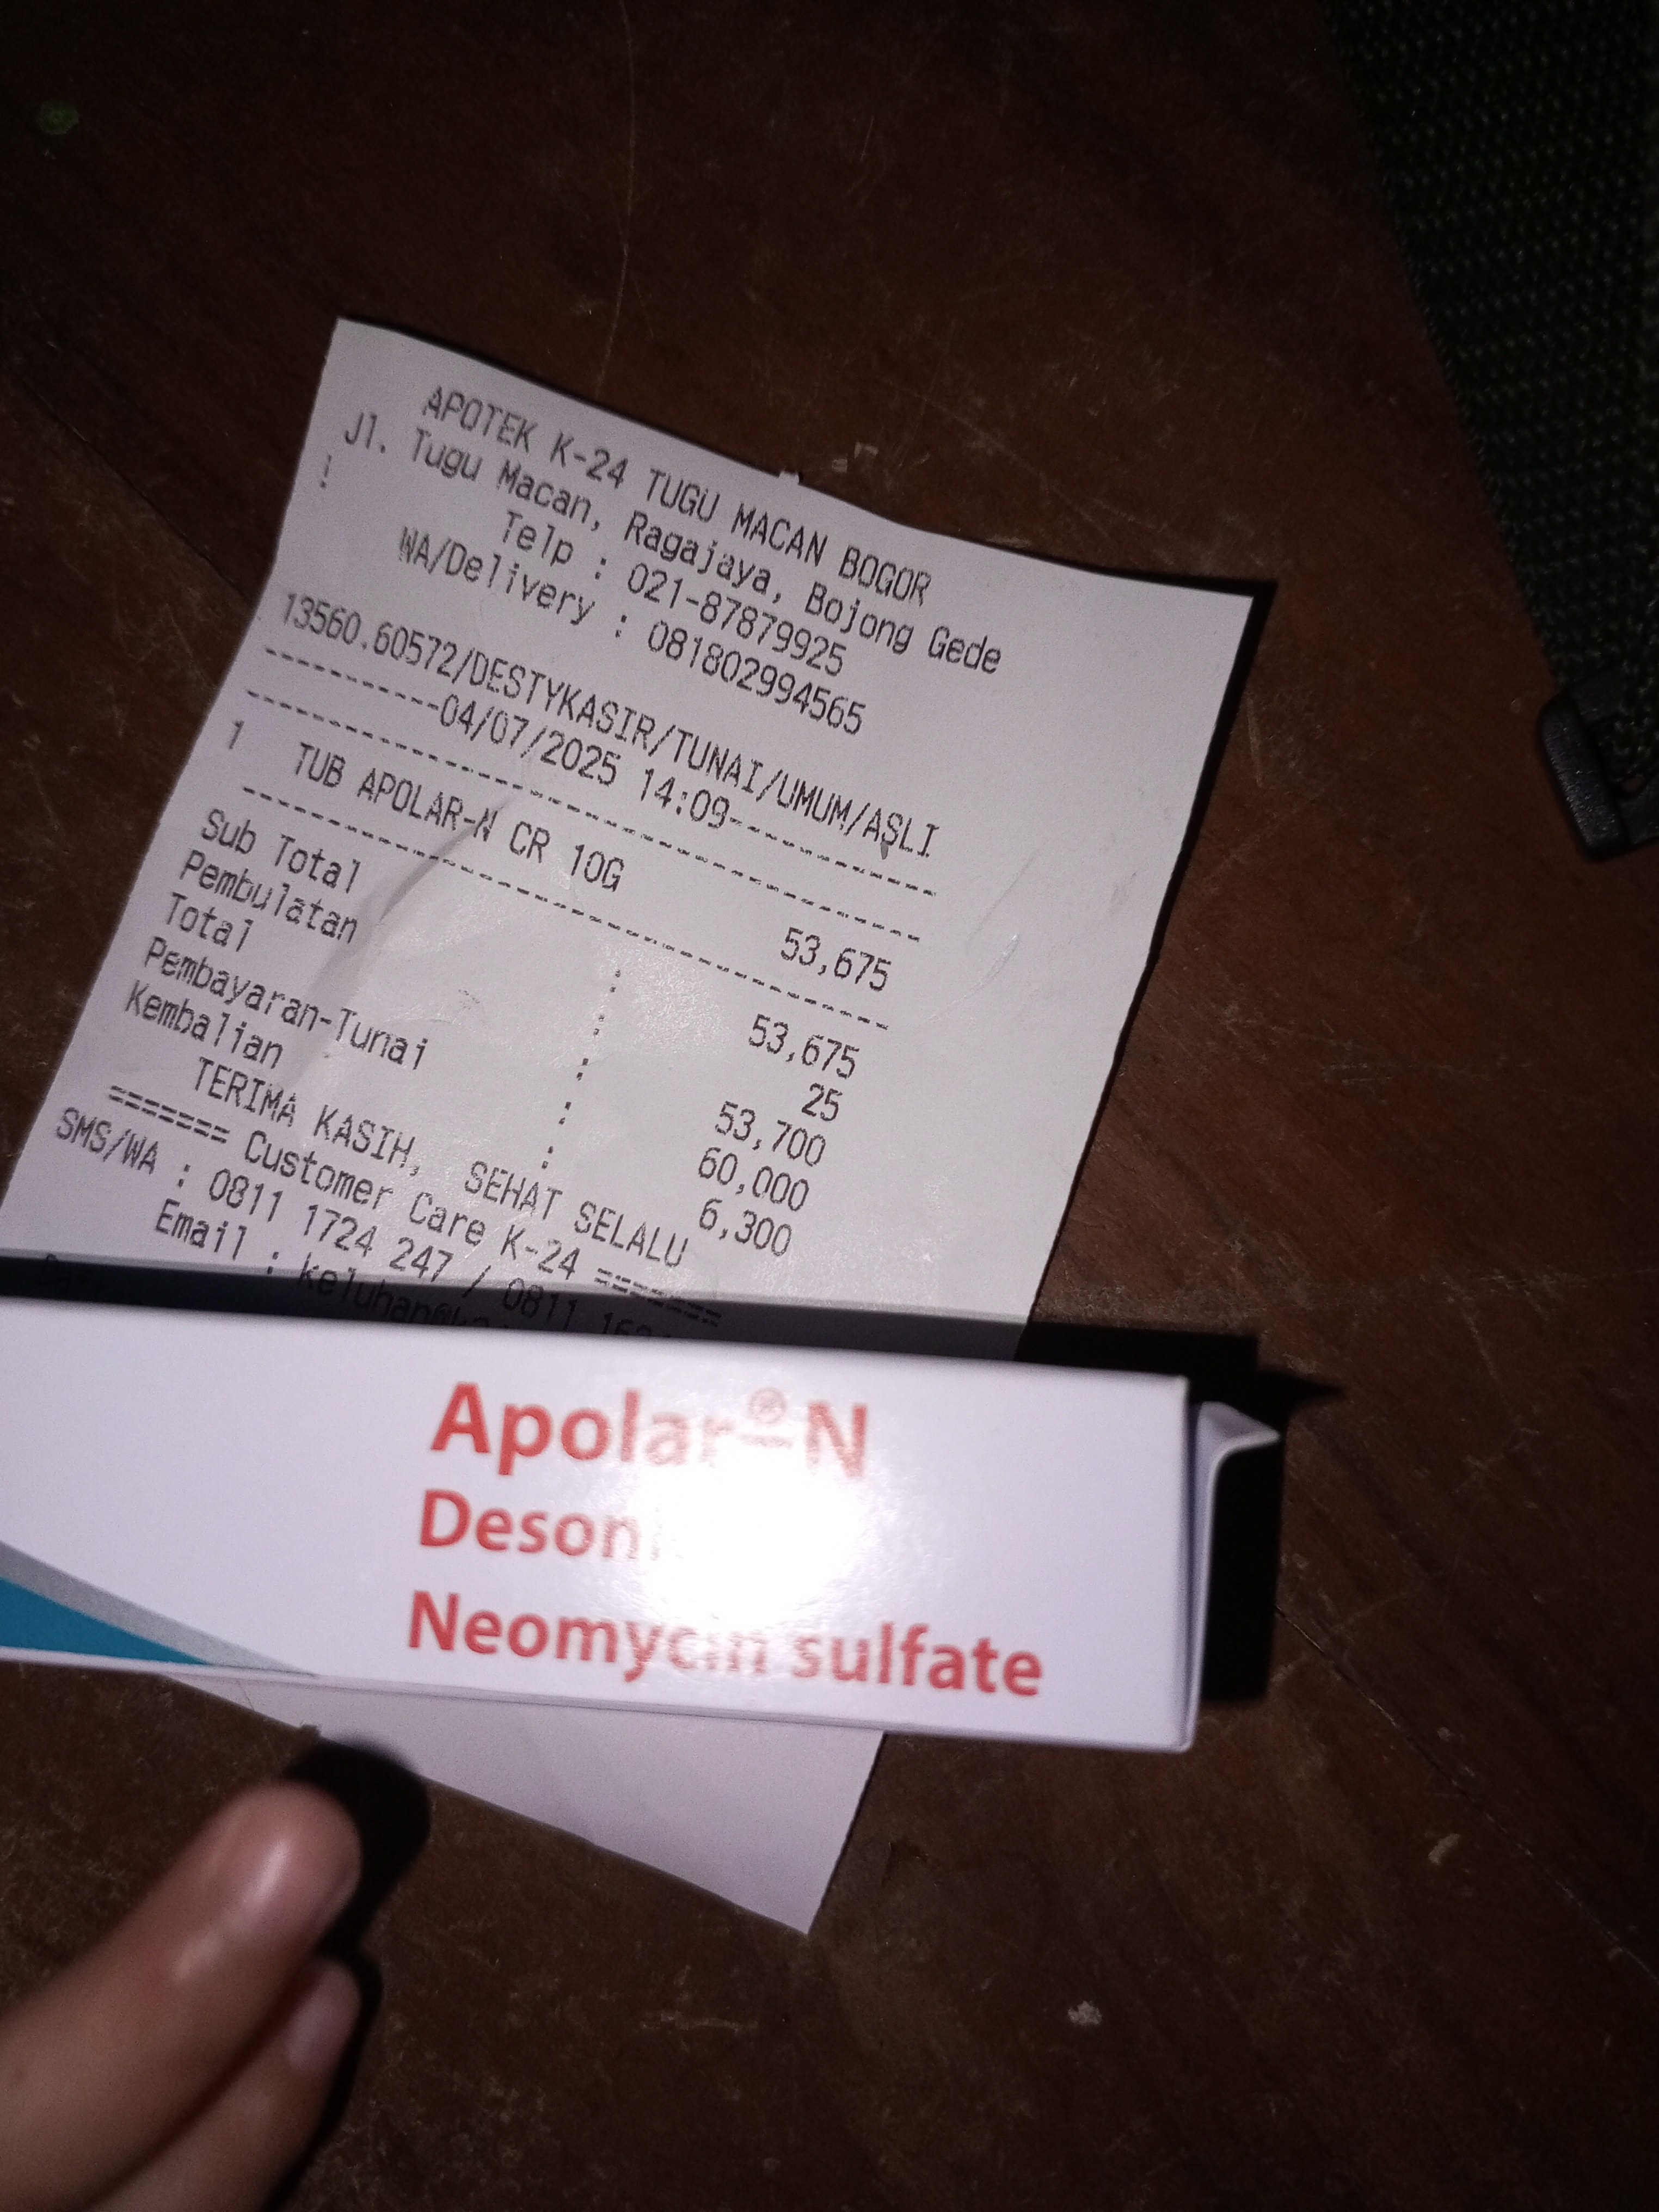 APOTEK K-24 TUGU MACAN BOGOR
Jl. Tugu Macan, Ragajaya, Bojong Gede
!
Telp : 021-87879925
WA/Delivery : 081802994565
13560.60572/DESTYKASIR/TUNAI/UMUM/ASLI
---------04/07/2025 14:09-----------
1 TUB APOLAR-N CR 10G
53,675
Sub Total : 53,675
Pembulatan : 25
Total : 53,700
Pembayaran-Tunai : 60,000
Kembalian : 6,300
TERIMA KASIH, SEHAT SELALU
======= Customer Care K-24 =======
SMS/WA : 0811 1724 247 / 0811
Email :
Apolar®-N
Neomycin sulfate